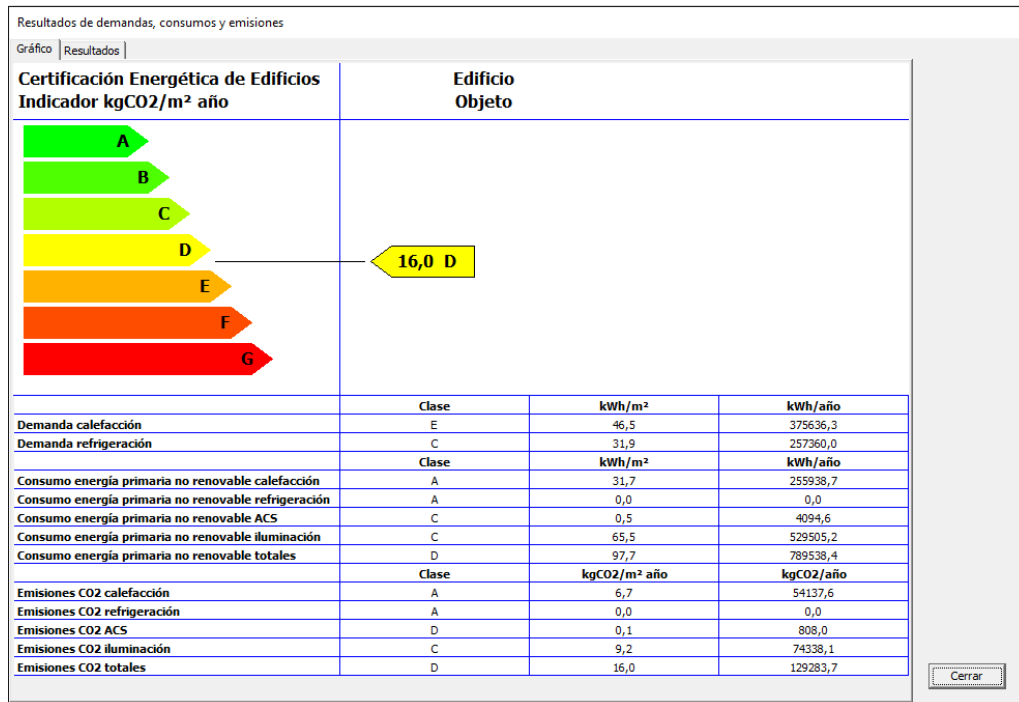 Resultados de demandas, consumos y emisiones
Gráfico Resultados
Certificación Energética de Edificios
Indicador kgCO2/m² año
Edificio
Objeto
A
B
C
D
16,0 D
E
F
G
Clase kWh/m² kWh/año
Demanda calefacción E 46,5 375636,3
Demanda refrigeración C 31,9 257360,0
Clase kWh/m² kWh/año
Consumo energía primaria no renovable calefacción A 31,7 255938,7
Consumo energía primaria no renovable refrigeración A 0,0 0,0
Consumo energía primaria no renovable ACS C 0,5 4094,6
Consumo energía primaria no renovable iluminación C 65,5 529505,2
Consumo energía primaria no renovable totales D 97,7 789538,4
Clase kgCO2/m² año kgCO2/año
Emisiones CO2 calefacción A 6,7 54137,6
Emisiones CO2 refrigeración A 0,0 0,0
Emisiones CO2 ACS D 0,1 808,0
Emisiones CO2 iluminación C 9,2 74338,1
Emisiones CO2 totales D 16,0 129283,7
Cerrar